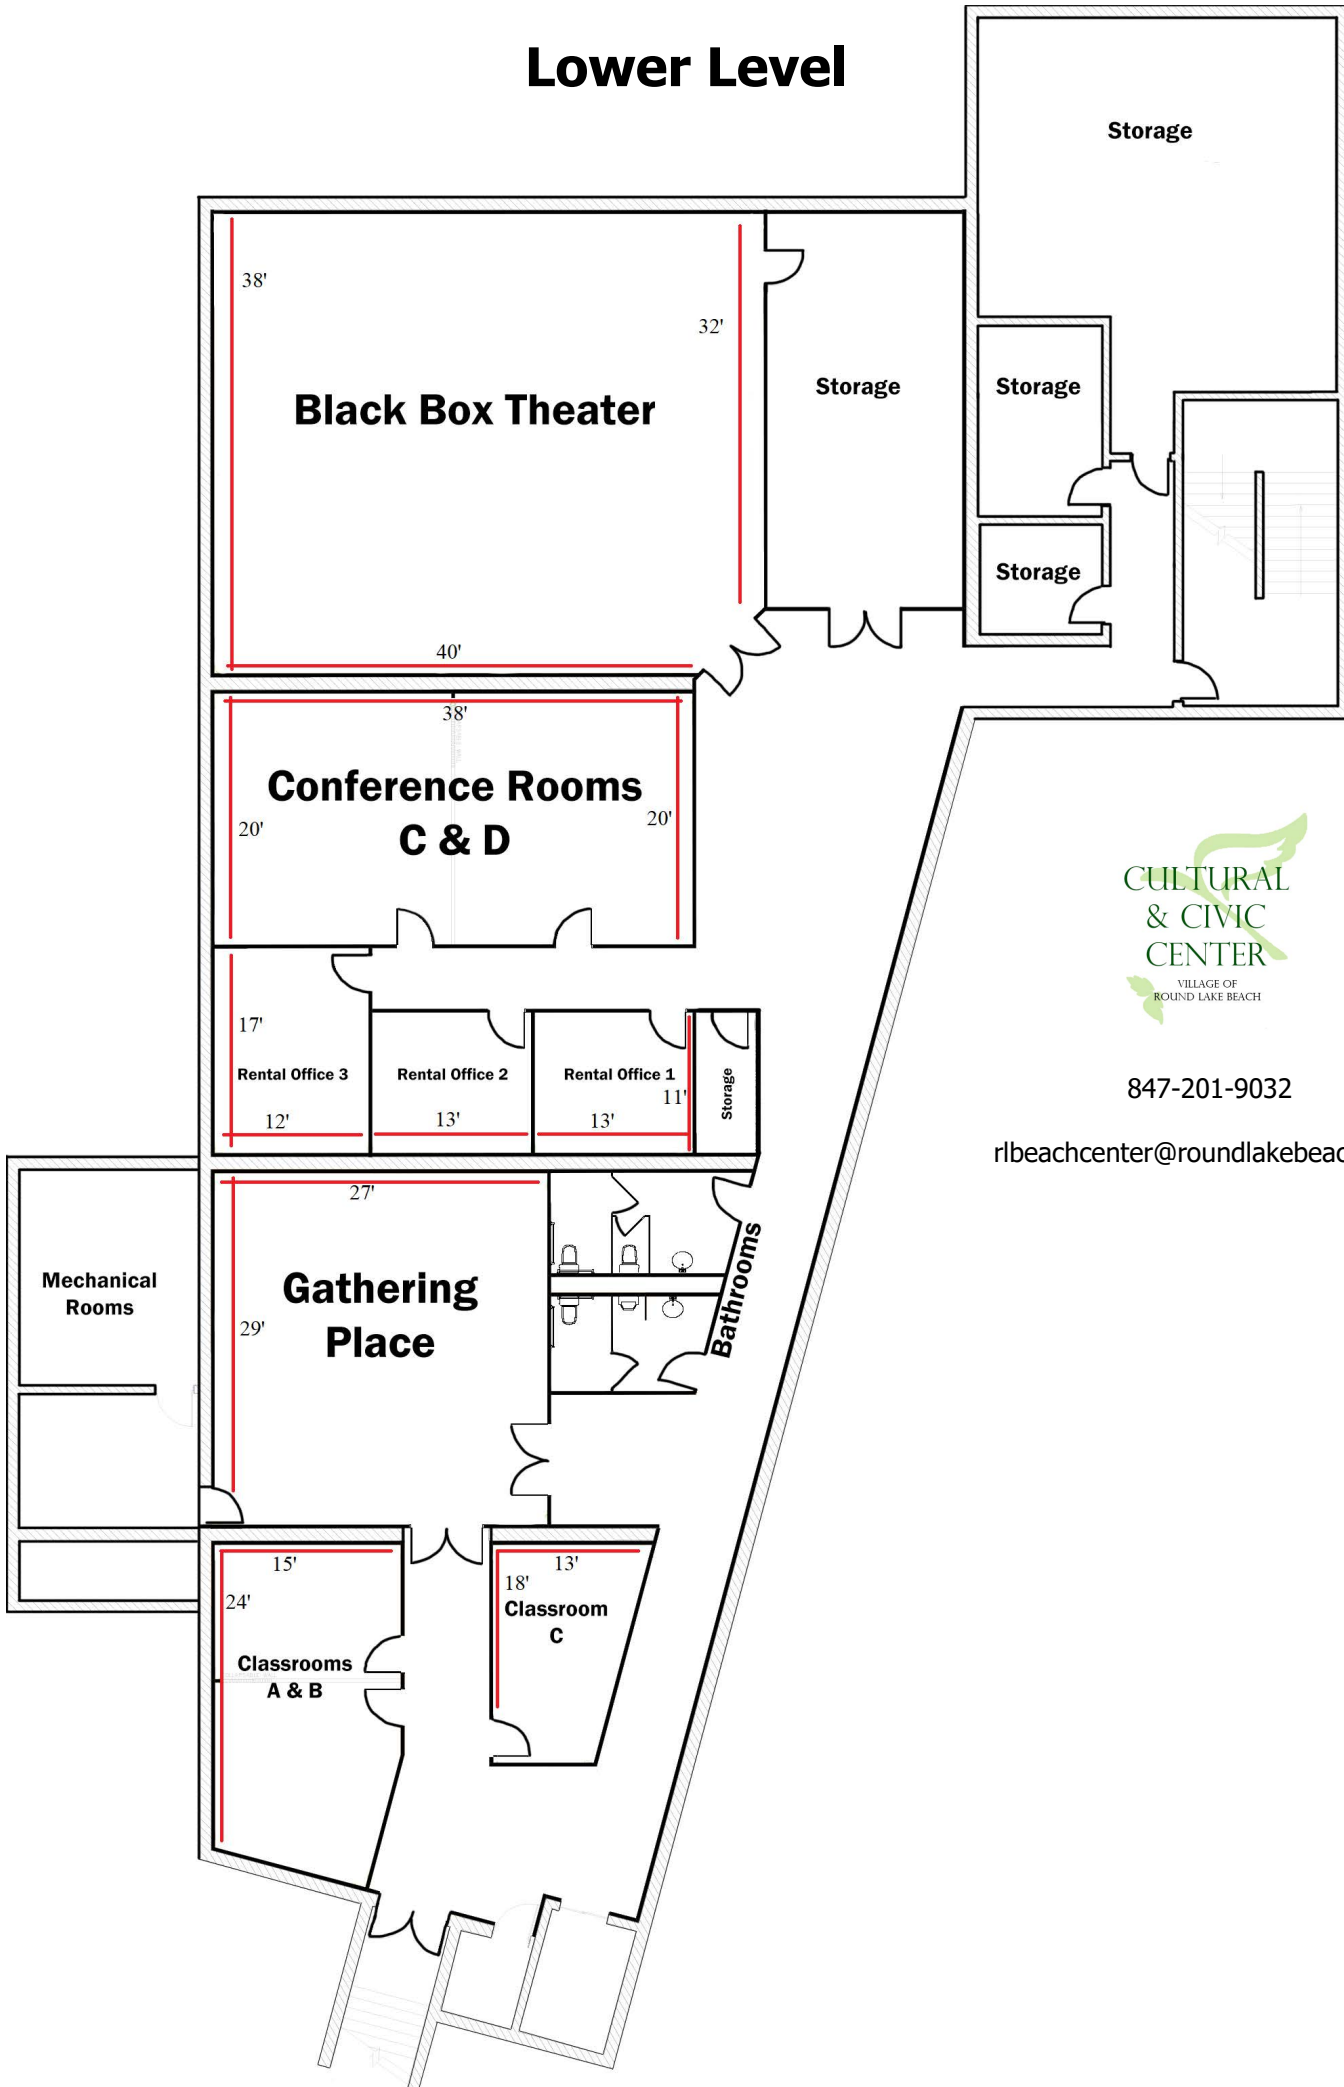 Lower Level
Storage
38'
32'
Black Box Theater
Storage
Storage
Storage
40'
38'
Conference Rooms
C & D
20'
20'
CULTURAL
& CIVIC
CENTER
VILLAGE OF
ROUND LAKE BEACH
17'
Rental Office 3
Rental Office 2
Rental Office 1
Storage
11'
12'
13'
13'
847-201-9032
rlbeachcenter@roundlakebeac
27'
Gathering
Place
29'
Mechanical
Rooms
Bathrooms
15'
13'
24'
18'
Classroom
C
Classrooms
A & B